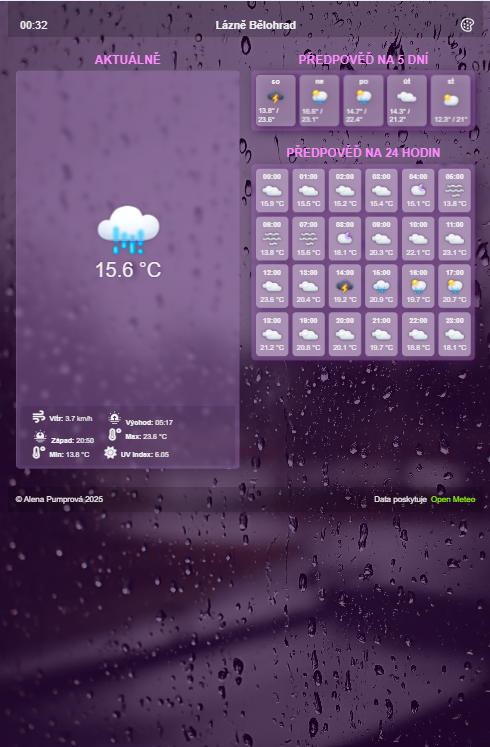 00:32 Lázně Bělohrad
AKTUÁLNĚ
15.6 °C
Vítr: 3.7 km/h Východ: 05:17
Západ: 20:50 Max: 23.6 °C
Min: 13.8 °C UV Index: 6.05
PŘEDPOVĚĎ NA 5 DNÍ
so ne po út st
13.8° / 16.6° / 14.7° / 14.3° / 12.3° / 21°
23.6° 23.1° 22.4° 21.2°
PŘEDPOVĚĎ NA 24 HODIN
00:00 01:00 02:00 03:00 04:00 05:00
15.9 °C 15.5 °C 15.2 °C 15.4 °C 15.1 °C 13.8 °C
06:00 07:00 08:00 09:00 10:00 11:00
13.8 °C 15.6 °C 18.1 °C 20.3 °C 22.1 °C 23.1 °C
12:00 13:00 14:00 15:00 16:00 17:00
23.6 °C 20.4 °C 19.2 °C 20.9 °C 19.7 °C 20.7 °C
18:00 19:00 20:00 21:00 22:00 23:00
21.2 °C 20.8 °C 20.1 °C 19.7 °C 18.8 °C 18.1 °C
© Alena Pumprová 2025 Data poskytuje Open Meteo